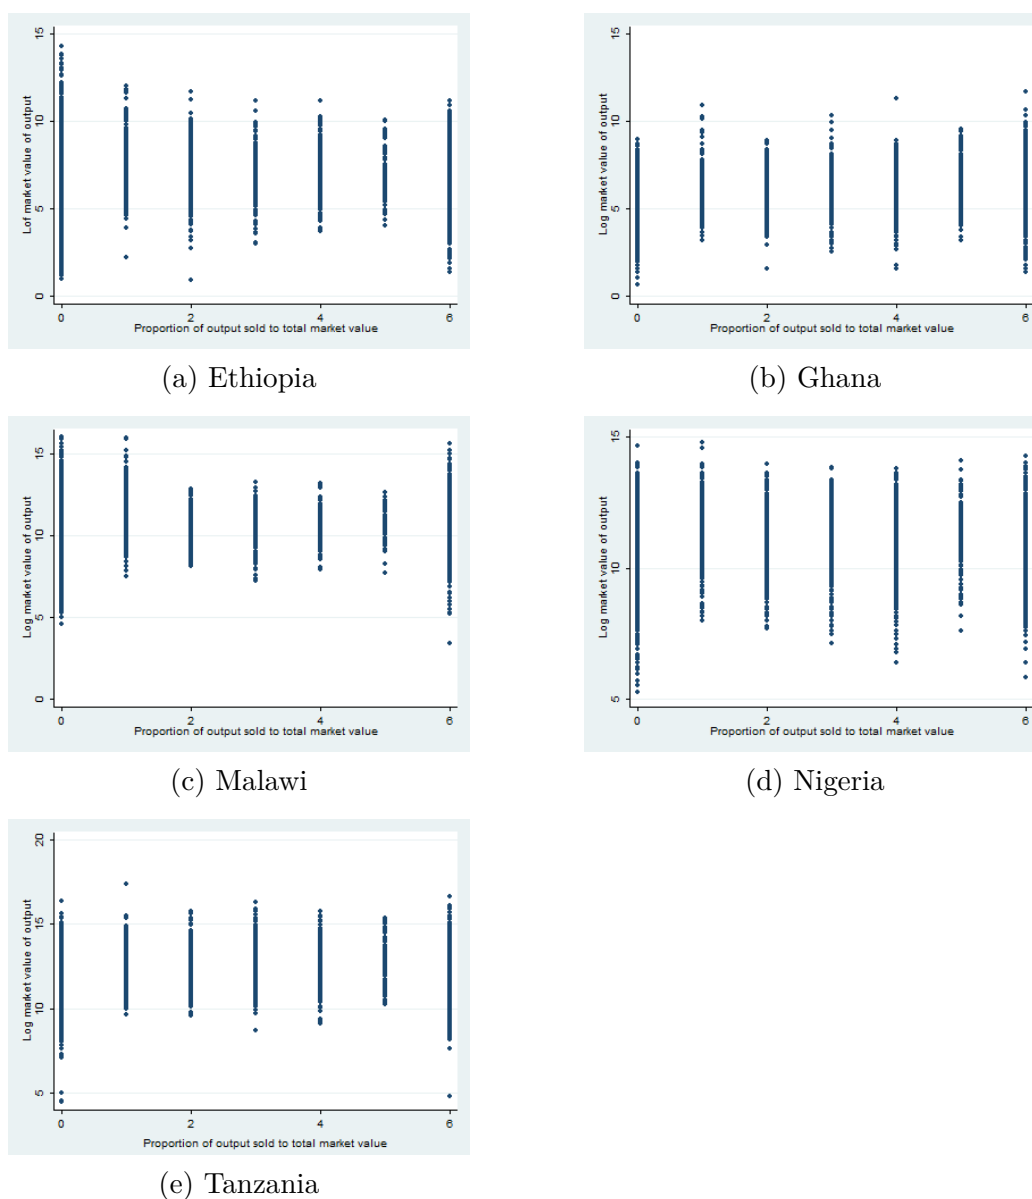 15
10
5
0
Lof market value of output
0
2
4
6
Proportion of output sold to total market value
(a) Ethiopia
15
10
5
0
Log market value of output
0
2
4
6
Proportion of output sold to total market value
(b) Ghana
15
10
5
0
Log market value of output
0
2
4
6
Proportion of output sold to total market value
(c) Malawi
15
10
5
Log market value of output
0
2
4
6
Proportion of output sold to total market value
(d) Nigeria
20
15
10
5
Log market value of output
0
2
4
6
Proportion of output sold to total market value
(e) Tanzania